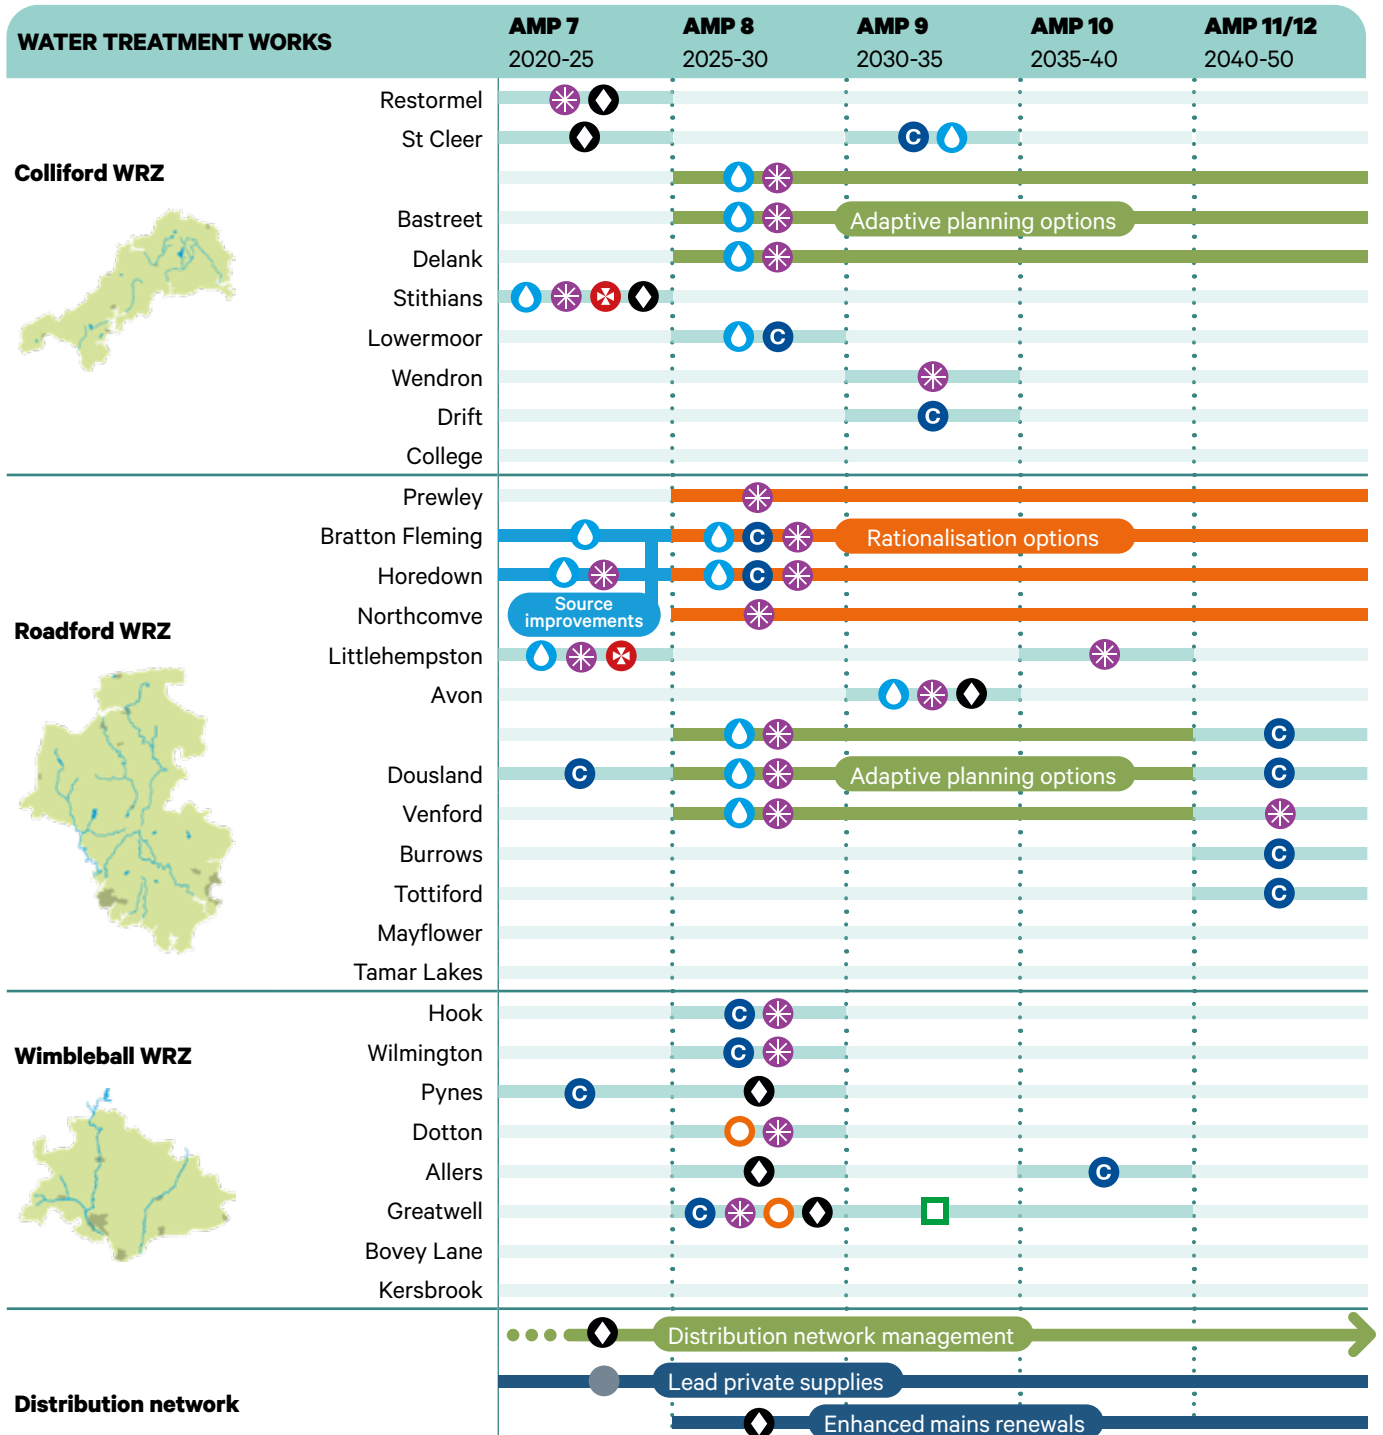 WATER TREATMENT WORKS
AMP 7
2020-25
AMP 8
2025-30
AMP 9
2030-35
AMP 10
2035-40
AMP 11/12
2040-50
Colliford WRZ
Restormel
St Cleer
C
Bastreet
Adaptive planning options
Delank
Stithians
Lowermoor
C
Wendron
Drift
C
College
Roadford WRZ
Prewley
Bratton Fleming
C
Rationalisation options
Horedown
C
Source
improvements
Northcomve
Littlehempston
Avon
C
Dousland
C
Adaptive planning options
C
Venford
Burrows
C
Tottiford
C
Mayflower
Tamar Lakes
Wimbleball WRZ
Hook
C
Wilmington
C
Pynes
C
Dotton
Allers
C
Greatwell
C
Bovey Lane
Kersbrook
Distribution network
Distribution network management
Lead private supplies
Enhanced mains renewals